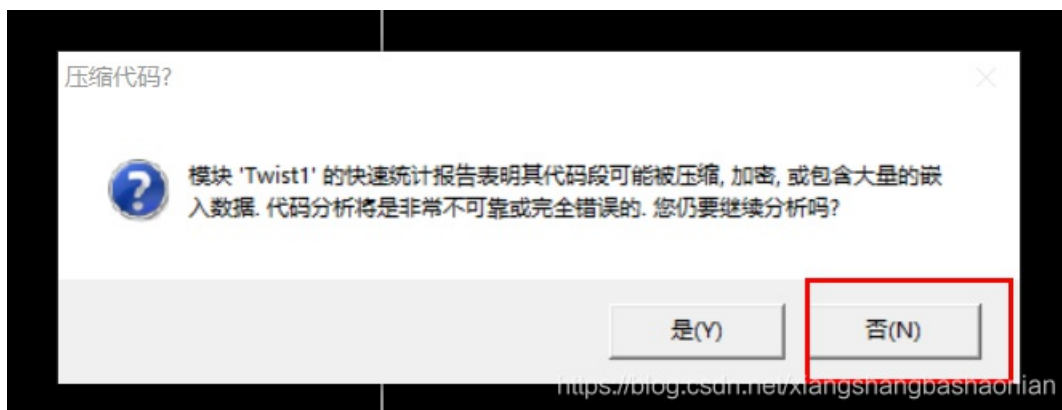 压缩代码?
模块 'Twist1' 的快速统计报告表明其代码段可能被压缩, 加密, 或包含大量的嵌
入数据. 代码分析将是非常不可靠或完全错误的. 您仍要继续分析吗?
是(Y)
否(N)
https://blog.csdn.net/xiangshangbashaonian